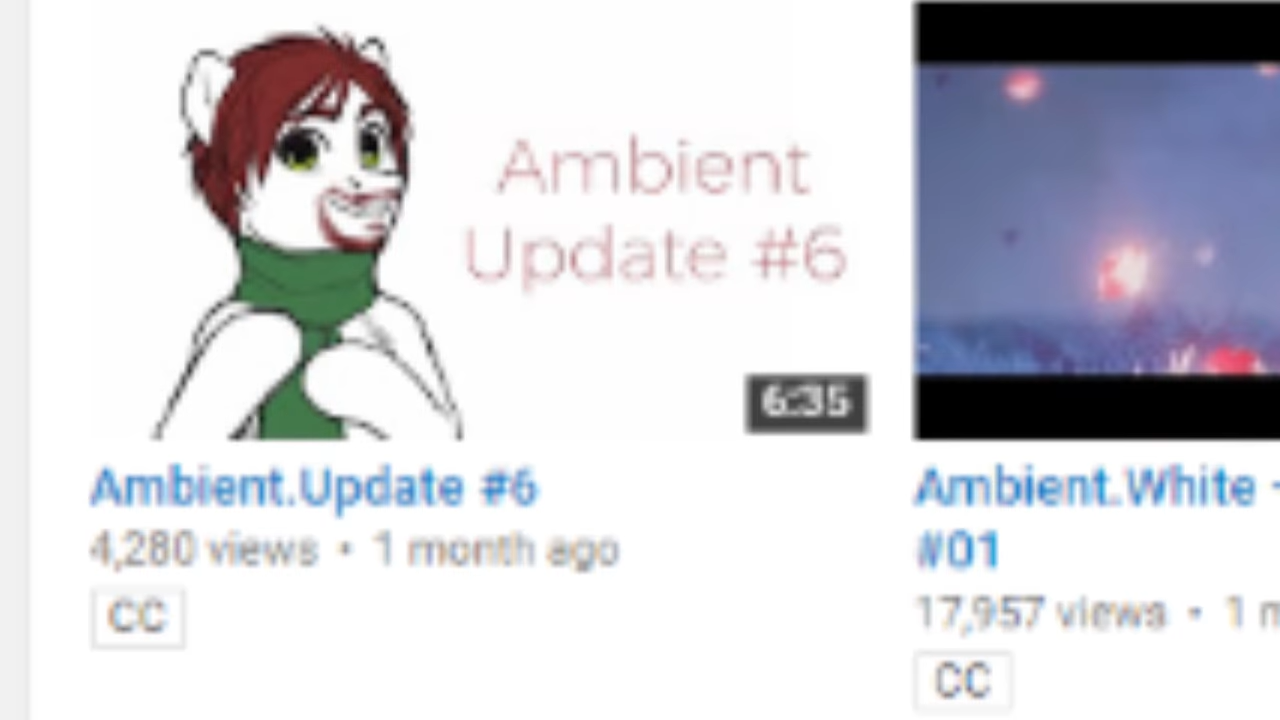 Ambient
Update #6
6:35
Ambient.Update #6
4,280 views • 1 month ago
CC
Ambient.White -
#01
17,957 views • 1 m
CC